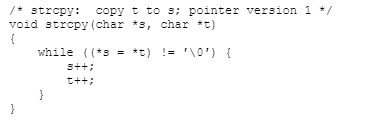 /* strcpy:  copy t to s; pointer version 1 */
void strcpy(char *s, char *t)
{
    while ((*s = *t) != '\0') {
        s++;
        t++;
    }
}